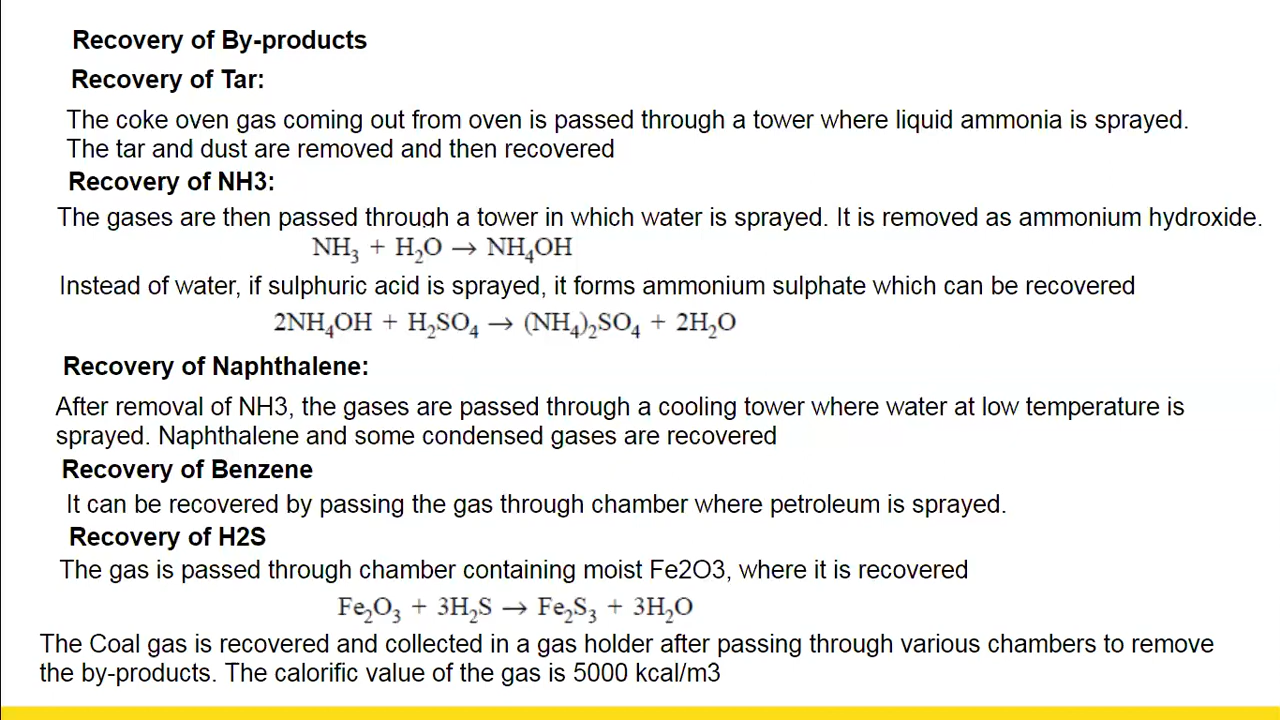 Recovery of By-products
Recovery of Tar:
The coke oven gas coming out from oven is passed through a tower where liquid ammonia is sprayed.
The tar and dust are removed and then recovered
Recovery of NH3:
The gases are then passed through a tower in which water is sprayed. It is removed as ammonium hydroxide.
NH₃ + H₂O → NH₄OH
Instead of water, if sulphuric acid is sprayed, it forms ammonium sulphate which can be recovered
2NH₄OH + H₂SO₄ → (NH₄)₂SO₄ + 2H₂O
Recovery of Naphthalene:
After removal of NH3, the gases are passed through a cooling tower where water at low temperature is
sprayed. Naphthalene and some condensed gases are recovered
Recovery of Benzene
It can be recovered by passing the gas through chamber where petroleum is sprayed.
Recovery of H2S
The gas is passed through chamber containing moist Fe2O3, where it is recovered
Fe₂O₃ + 3H₂S → Fe₂S₃ + 3H₂O
The Coal gas is recovered and collected in a gas holder after passing through various chambers to remove
the by-products. The calorific value of the gas is 5000 kcal/m3